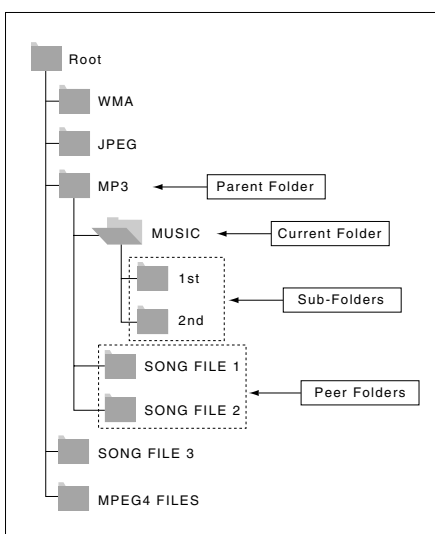 Root
WMA
JPEG
MP3
Parent Folder
MUSIC
Current Folder
1st
Sub-Folders
2nd
SONG FILE 1
Peer Folders
SONG FILE 2
SONG FILE 3
MPEG4 FILES